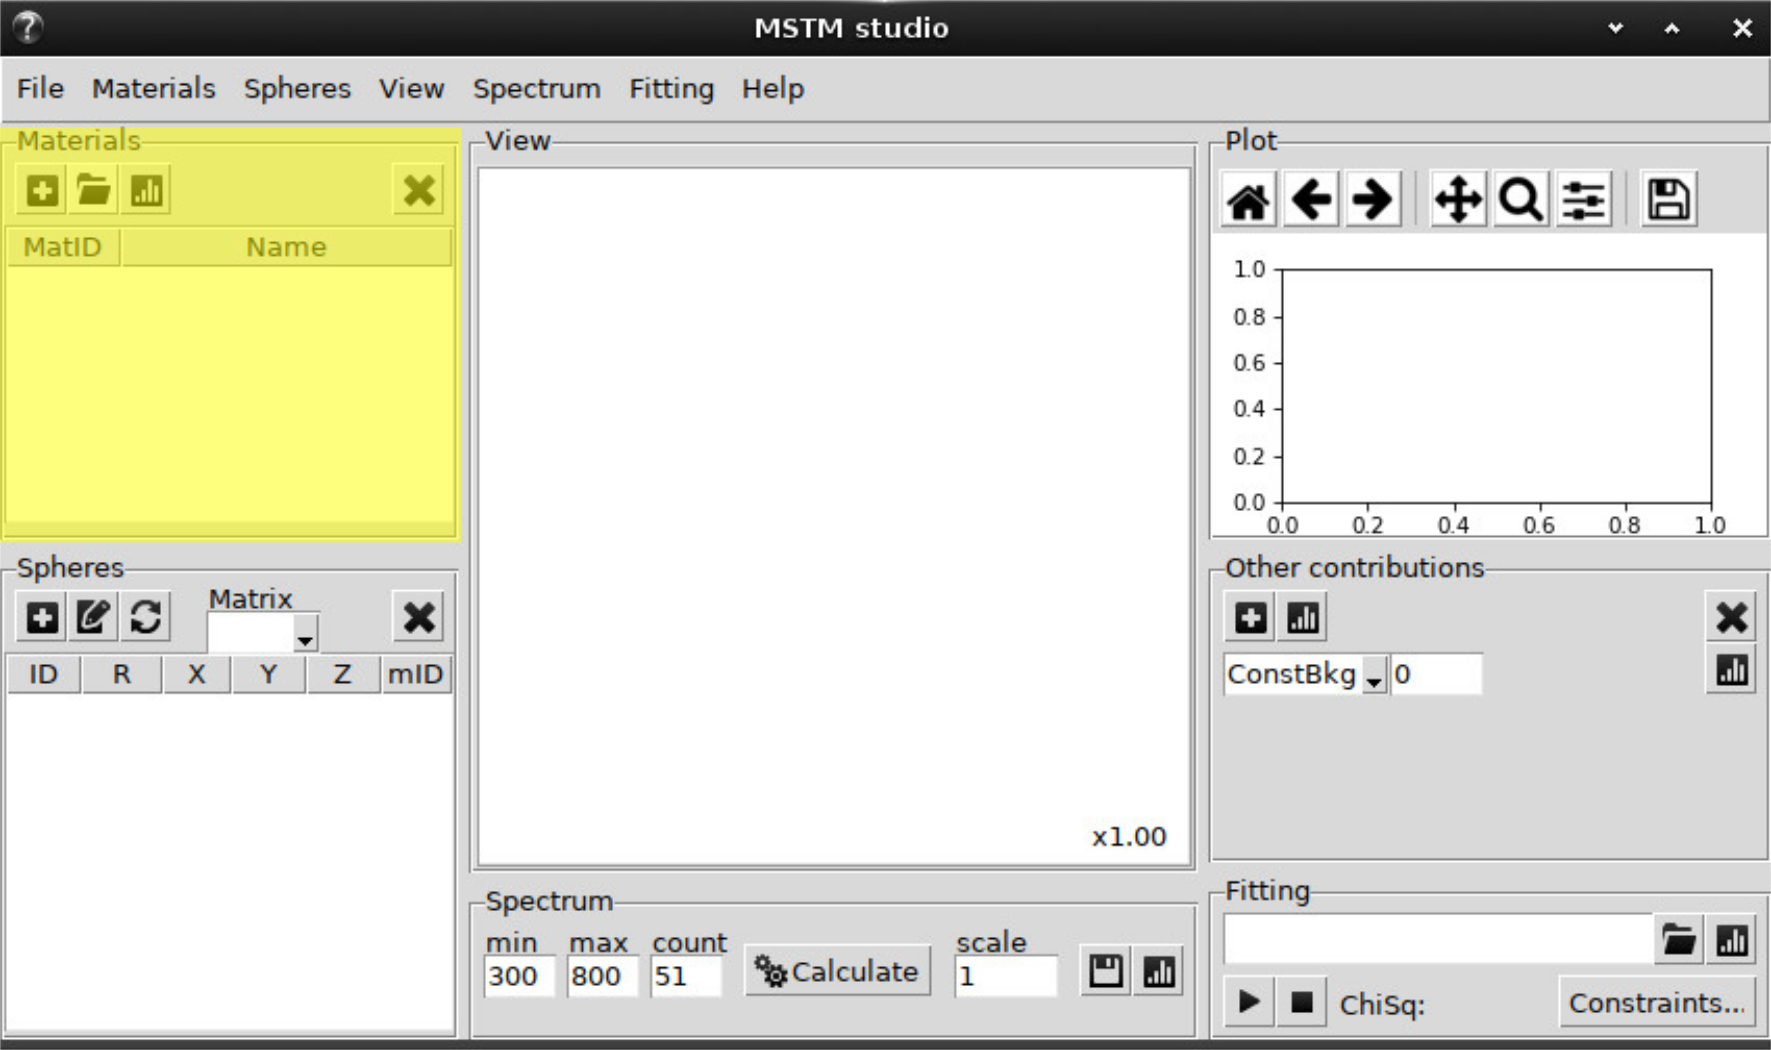 MSTM studio
File Materials Spheres View Spectrum Fitting Help
Materials
MatID Name
Spheres
Matrix
ID R X Y Z mID
View
x1.00
Spectrum
min max count scale
300 800 51 Calculate 1
Plot
1.0
0.8
0.6
0.4
0.2
0.0
0.0 0.2 0.4 0.6 0.8 1.0
Other contributions
ConstBkg 0
Fitting
ChiSq: Constraints...